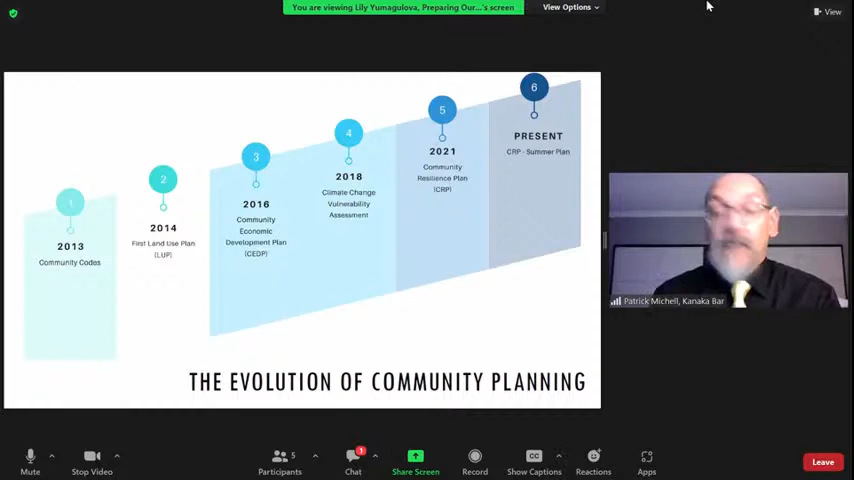 You are viewing Lily Yumagulova, Preparing Our...'s screen
View Options
View
1
2013
Community Codes
2
2014
First Land Use Plan
(LUP)
3
2016
Community
Economic
Development Plan
(CEDP)
4
2018
Climate Change
Vulnerability
Assessment
5
2021
Community
Resilience Plan
(CRP)
6
PRESENT
CRP - Summer Plan
THE EVOLUTION OF COMMUNITY PLANNING
Patrick Michell, Kanaka Bar
Mute
Stop Video
5
Participants
1
Chat
Share Screen
Record
CC
Show Captions
Reactions
Apps
Leave